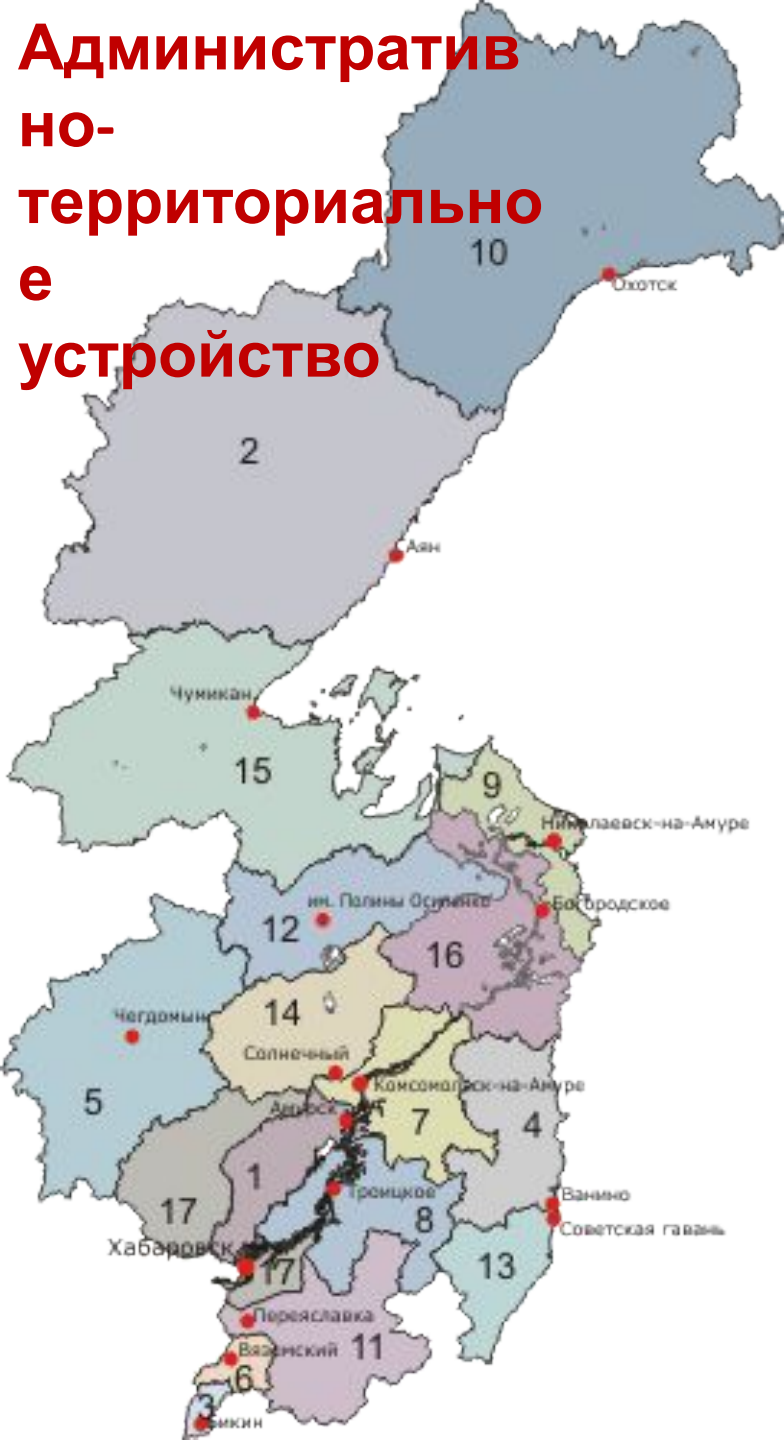 Административ
но-
территориально
е
устройство
10
Охотск
2
Аян
Чумикан
15
9
Николаевск-на-Амуре
им. Полины Осипенко
Богородское
12
16
14
Чегдомын
Солнечный
Комсомольск-на-Амуре
5
Амурск
7
4
1
Троицкое
Ванино
17
8
Советская гавань
Хабаровск
17
13
Переяславка
Вяземский
11
6
3
Бикин